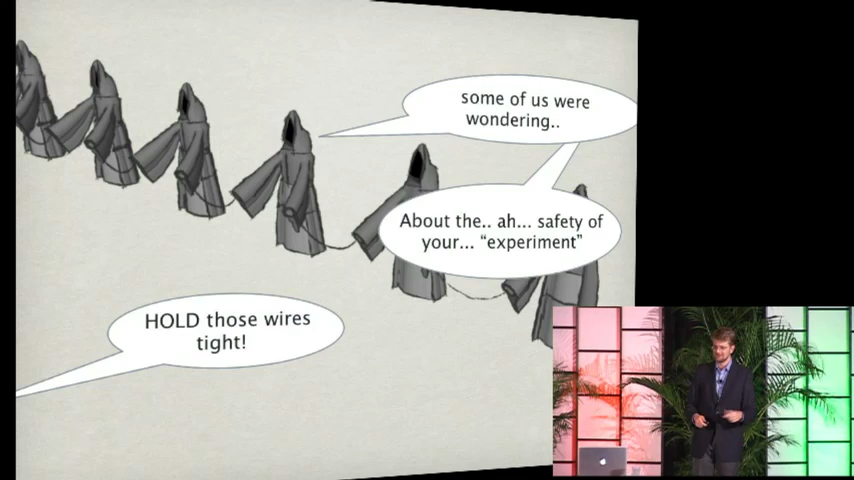 some of us were
wondering..
About the.. ah... safety of
your... “experiment”
HOLD those wires
tight!